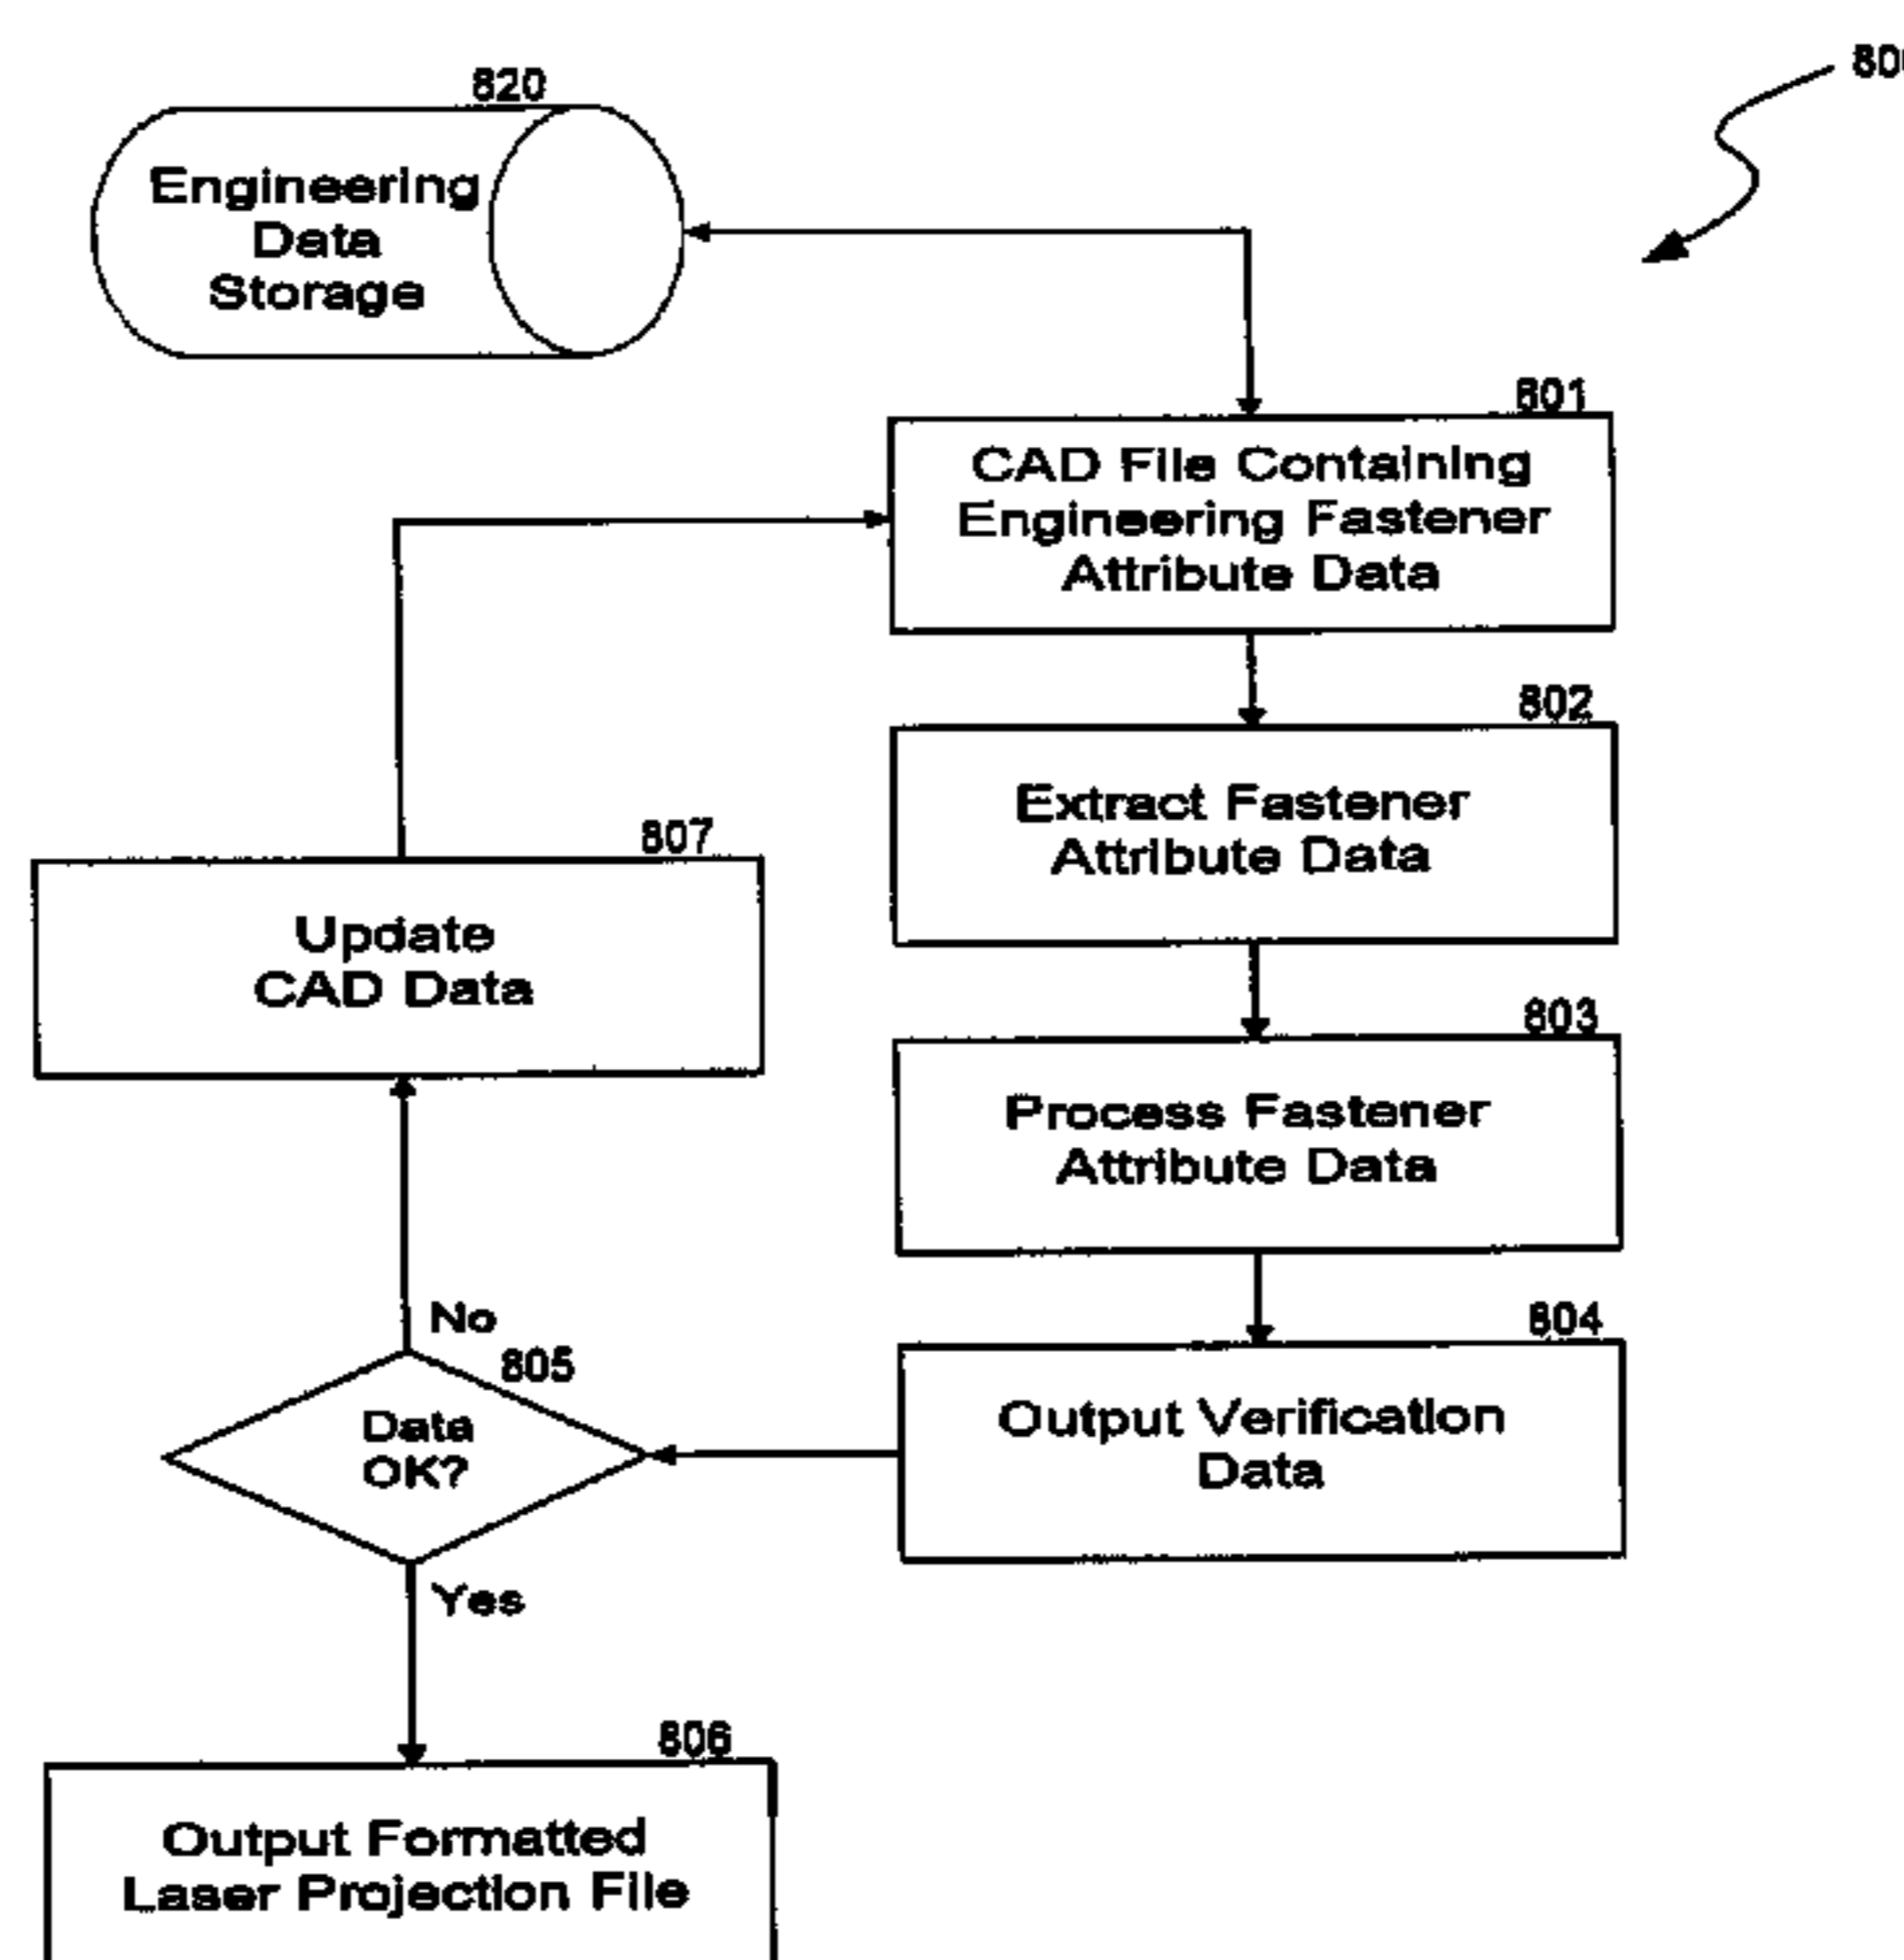 820
Engineering
Data
Storage
801
CAD File Containing
Engineering Fastener
Attribute Data
802
Extract Fastener
Attribute Data
807
Update
CAD Data
803
Process Fastener
Attribute Data
No
805
Data
OK?
804
Output Verification
Data
Yes
806
Output Formatted
Laser Projection File